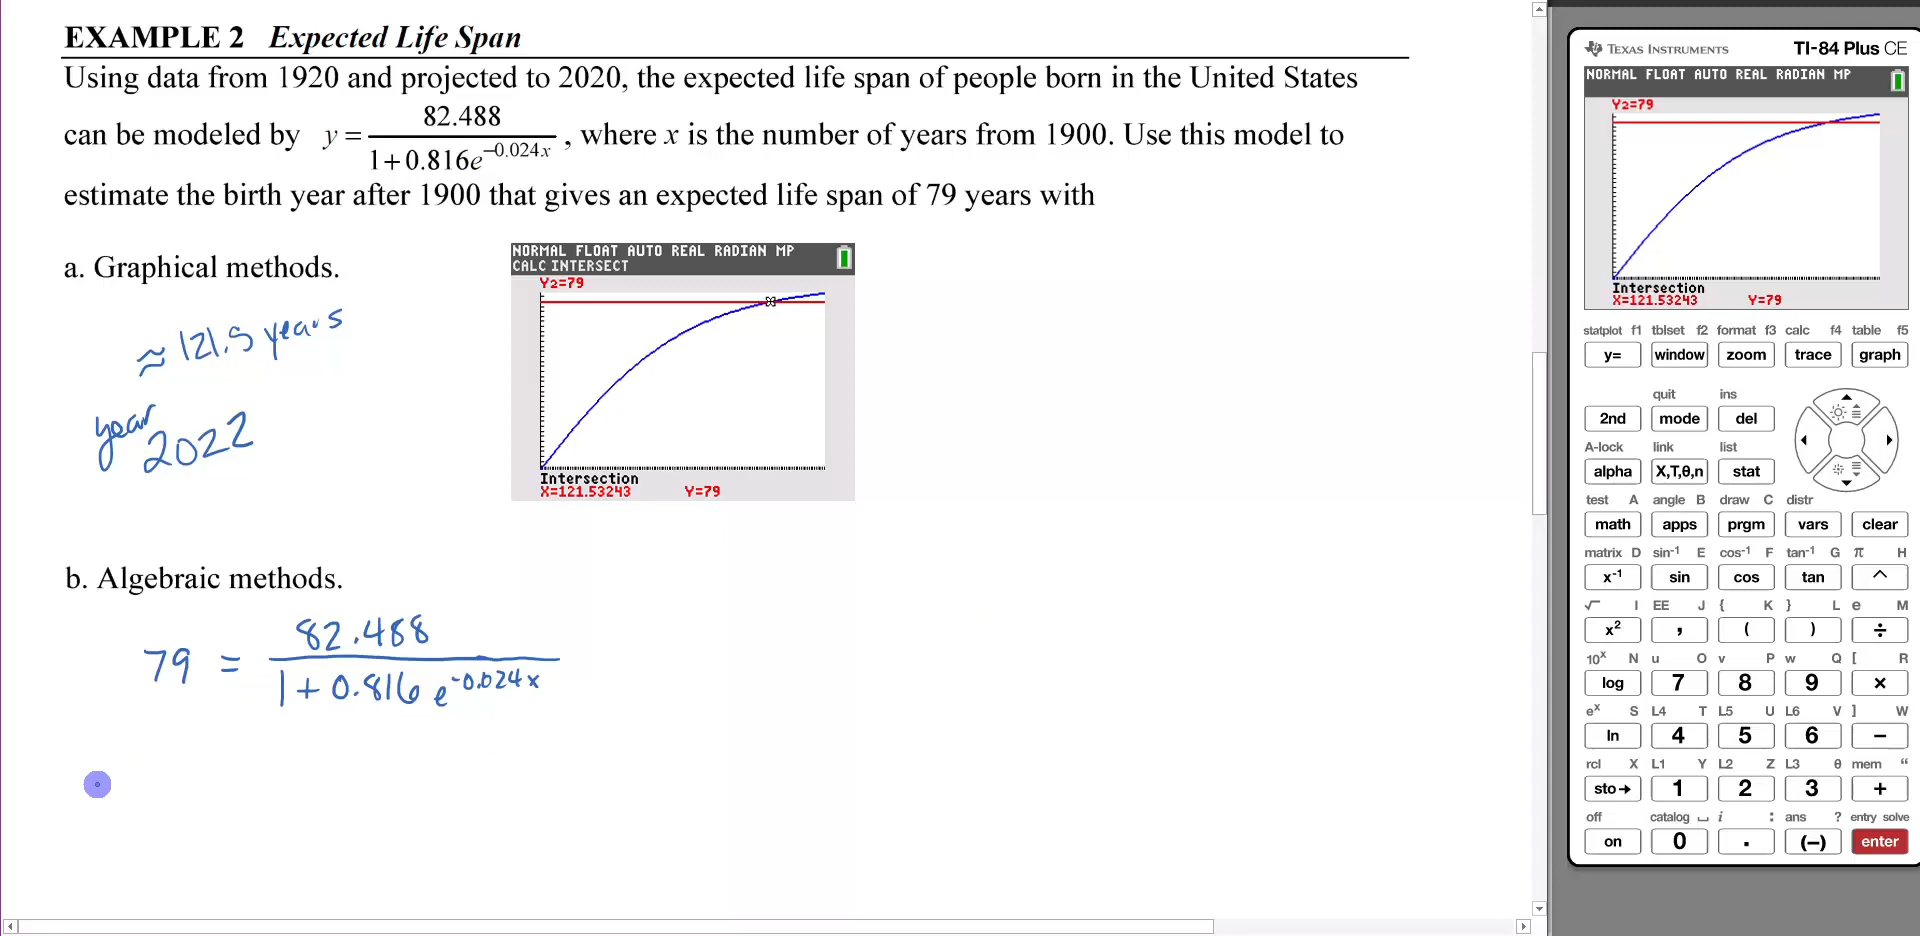 EXAMPLE 2 Expected Life Span
Using data from 1920 and projected to 2020, the expected life span of people born in the United States
can be modeled by y = 82.488 / (1 + 0.816e^(−0.024x)), where x is the number of years from 1900. Use this model to
estimate the birth year after 1900 that gives an expected life span of 79 years with
a. Graphical methods.
≈ 121.5 years
year
2022
NORMAL FLOAT AUTO REAL RADIAN MP
CALC INTERSECT
Y2=79
Intersection
X=121.53243 Y=79
b. Algebraic methods.
79 = 82.488 / (1 + 0.816 e^(-0.024x))
TEXAS INSTRUMENTS TI-84 Plus CE
NORMAL FLOAT AUTO REAL RADIAN MP
Y2=79
Intersection
X=121.53243 Y=79
statplot f1 tblset f2 format f3 calc f4 table f5
y= window zoom trace graph
quit ins
2nd mode del
A-lock link list
alpha X,T,θ,n stat
test A angle B draw C distr
math apps prgm vars clear
matrix D sin-1 E cos-1 F tan-1 G π H
x-1 sin cos tan ^
√ I EE J { K } L e M
x2 , ( ) ÷
10x N u O v P w Q [ R
log 7 8 9 ×
ex S L4 T L5 U L6 V ] W
ln 4 5 6 −
rcl X L1 Y L2 Z L3 θ mem “
sto→ 1 2 3 +
off catalog ⎵ i : ans ? entry solve
on 0 . (−) enter